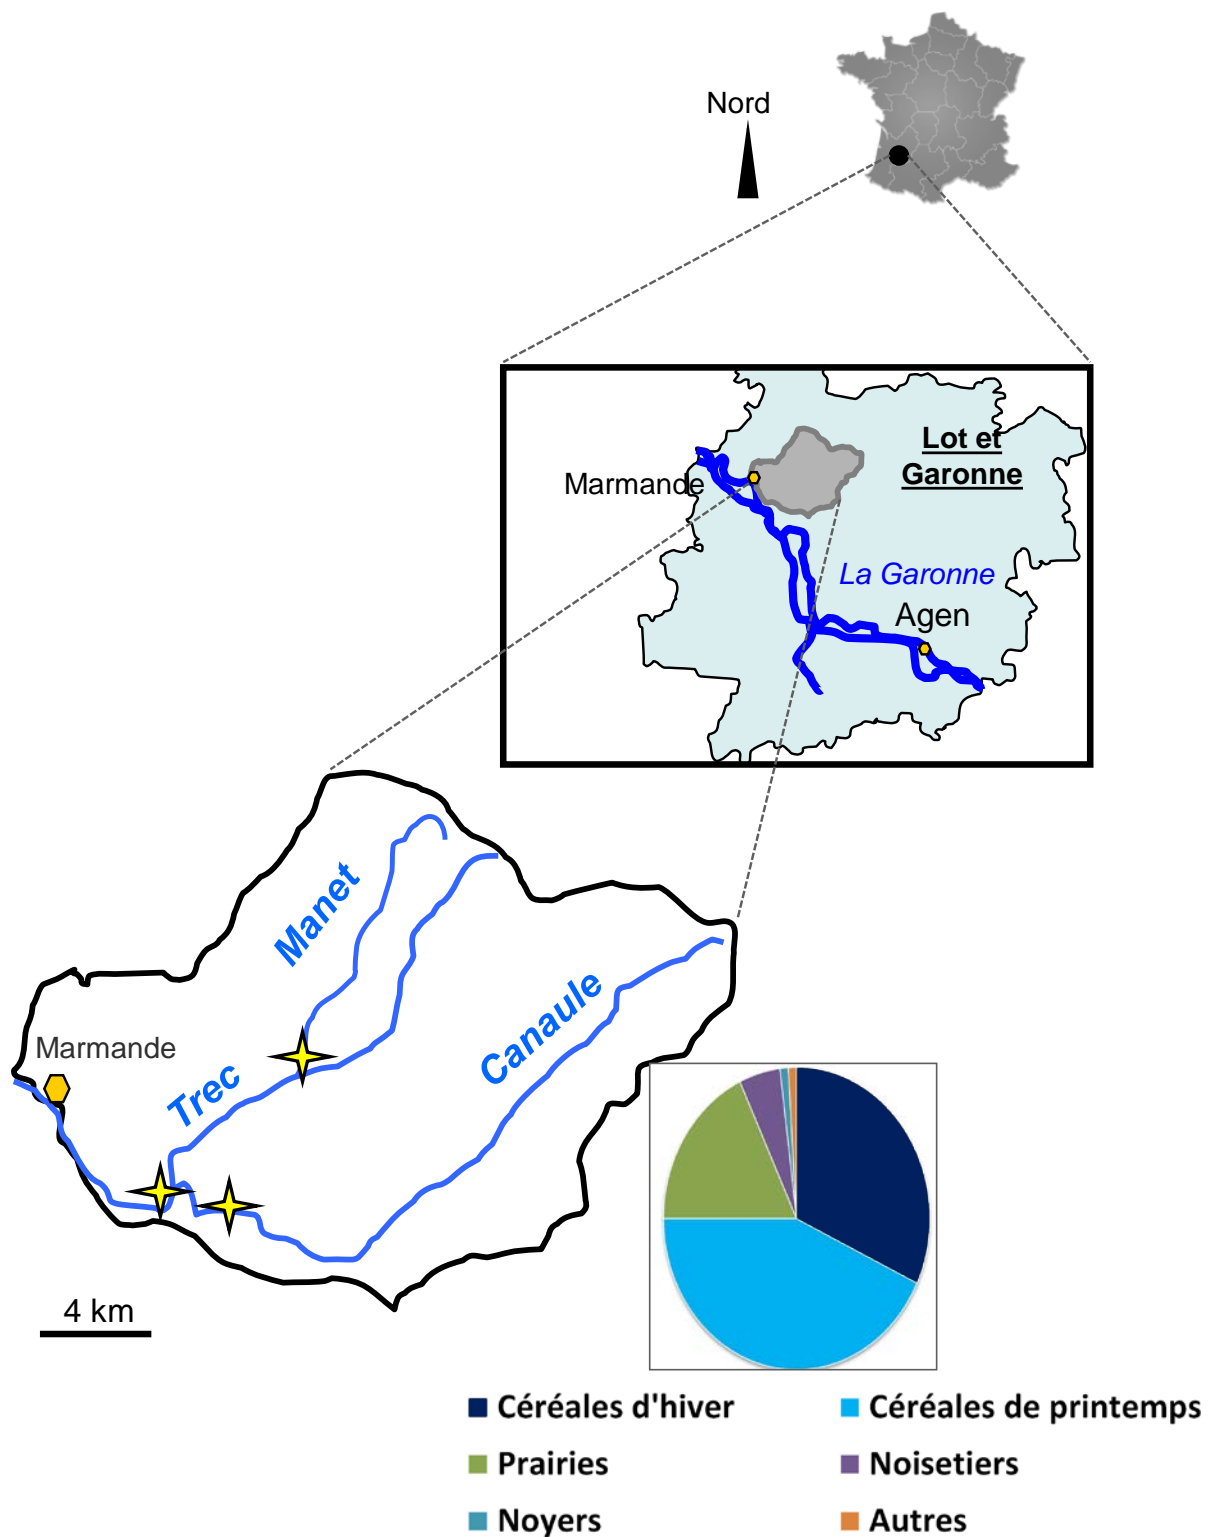 Nord
Lot et
Garonne
Marmande
La Garonne
Agen
Manet
Canaule
Marmande
Trec
4 km
Céréales d'hiver
Céréales de printemps
Prairies
Noisetiers
Noyers
Autres